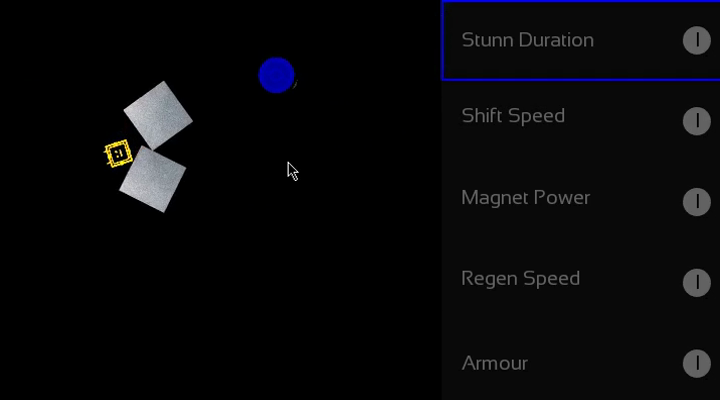 Stunn Duration
Shift Speed
Magnet Power
Regen Speed
Armour